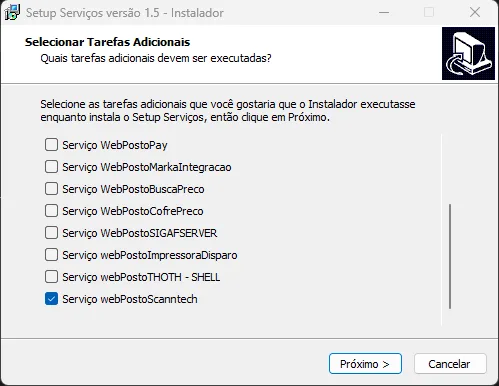 Setup Serviços versão 1.5 - Instalador
Selecionar Tarefas Adicionais
Quais tarefas adicionais devem ser executadas?
Selecione as tarefas adicionais que você gostaria que o Instalador executasse
enquanto instala o Setup Serviços, então clique em Próximo.
Serviço WebPostoPay
Serviço WebPostoMarkaIntegracao
Serviço WebPostoBuscaPreco
Serviço WebPostoCofrePreco
Serviço WebPostoSIGAFSERVER
Serviço webPostoImpressoraDisparo
Serviço webPostoTHOTH - SHELL
Serviço webPostoScanntech
Próximo >
Cancelar